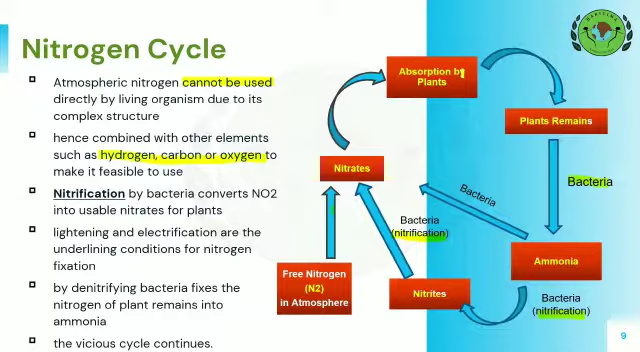 Nitrogen Cycle
Atmospheric nitrogen cannot be used
directly by living organism due to its
complex structure
hence combined with other elements
such as hydrogen, carbon or oxygen to
make it feasible to use
Nitrification by bacteria converts NO2
into usable nitrates for plants
lightening and electrification are the
underlining conditions for nitrogen
fixation
by denitrifying bacteria fixes the
nitrogen of plant remains into
ammonia
the vicious cycle continues.
Absorption by
Plants
Plants Remains
Nitrates
Bacteria
Bacteria
Bacteria
(nitrification)
Ammonia
Free Nitrogen
(N2)
in Atmosphere
Nitrites
Bacteria
(nitrification)
9